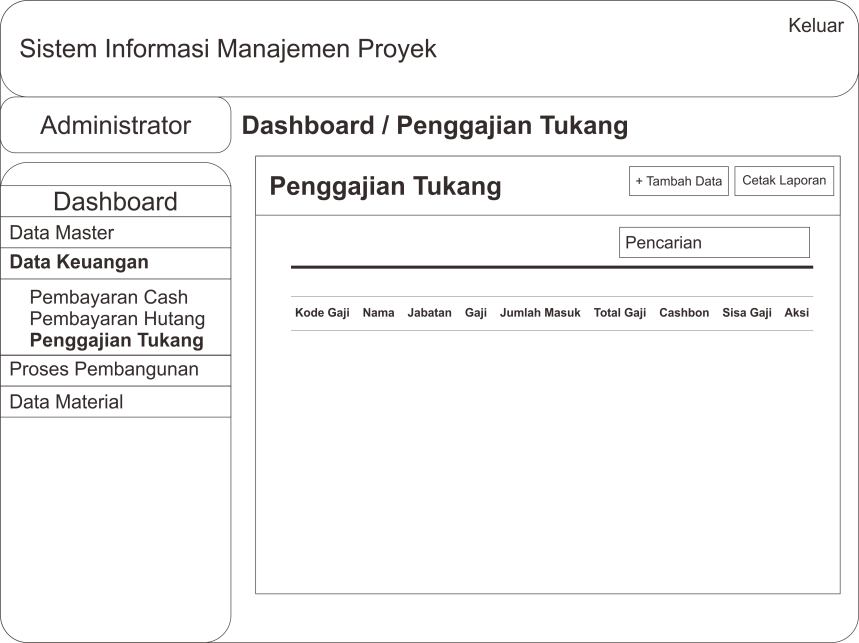 Keluar
Sistem Informasi Manajemen Proyek
Administrator
Dashboard / Penggajian Tukang
Dashboard
Data Master
Data Keuangan
Pembayaran Cash
Pembayaran Hutang
Penggajian Tukang
Proses Pembangunan
Data Material
Penggajian Tukang
+ Tambah Data
Cetak Laporan
Pencarian
Kode Gaji Nama Jabatan Gaji Jumlah Masuk Total Gaji Cashbon Sisa Gaji Aksi